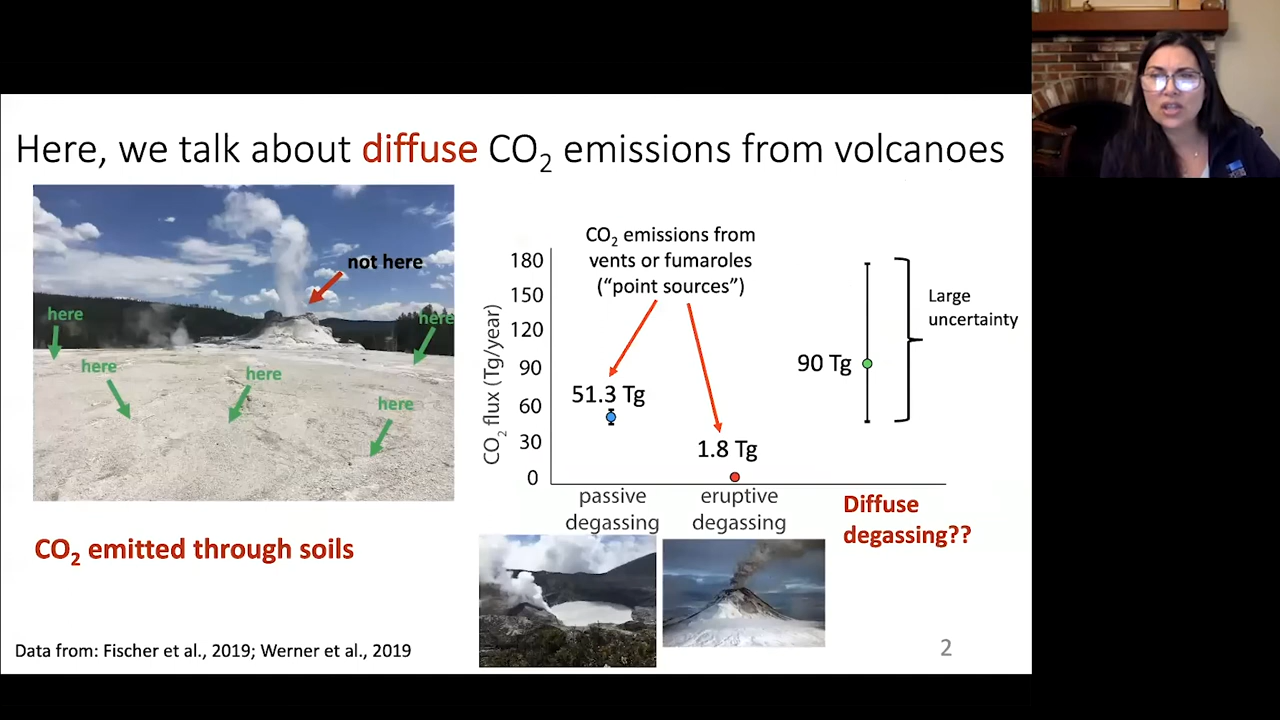 Here, we talk about diffuse CO₂ emissions from volcanoes
not here
here
here
here
here
here
CO₂ emitted through soils
Data from: Fischer et al., 2019; Werner et al., 2019
CO₂ emissions from
vents or fumaroles
(“point sources”)
CO₂ flux (Tg/year)
180
150
120
90
60
30
0
51.3 Tg
1.8 Tg
90 Tg
Large
uncertainty
passive
degassing
eruptive
degassing
Diffuse
degassing??
2